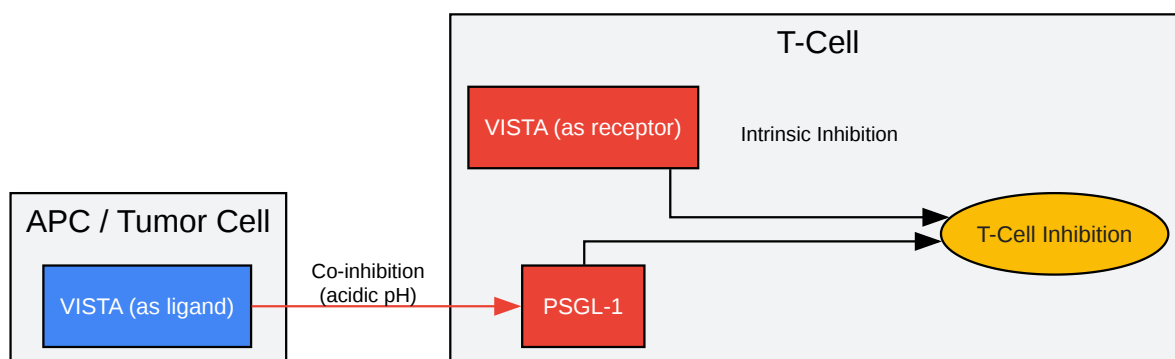 T-Cell
VISTA (as receptor)
Intrinsic Inhibition
APC / Tumor Cell
VISTA (as ligand)
Co-inhibition
(acidic pH)
PSGL-1
T-Cell Inhibition